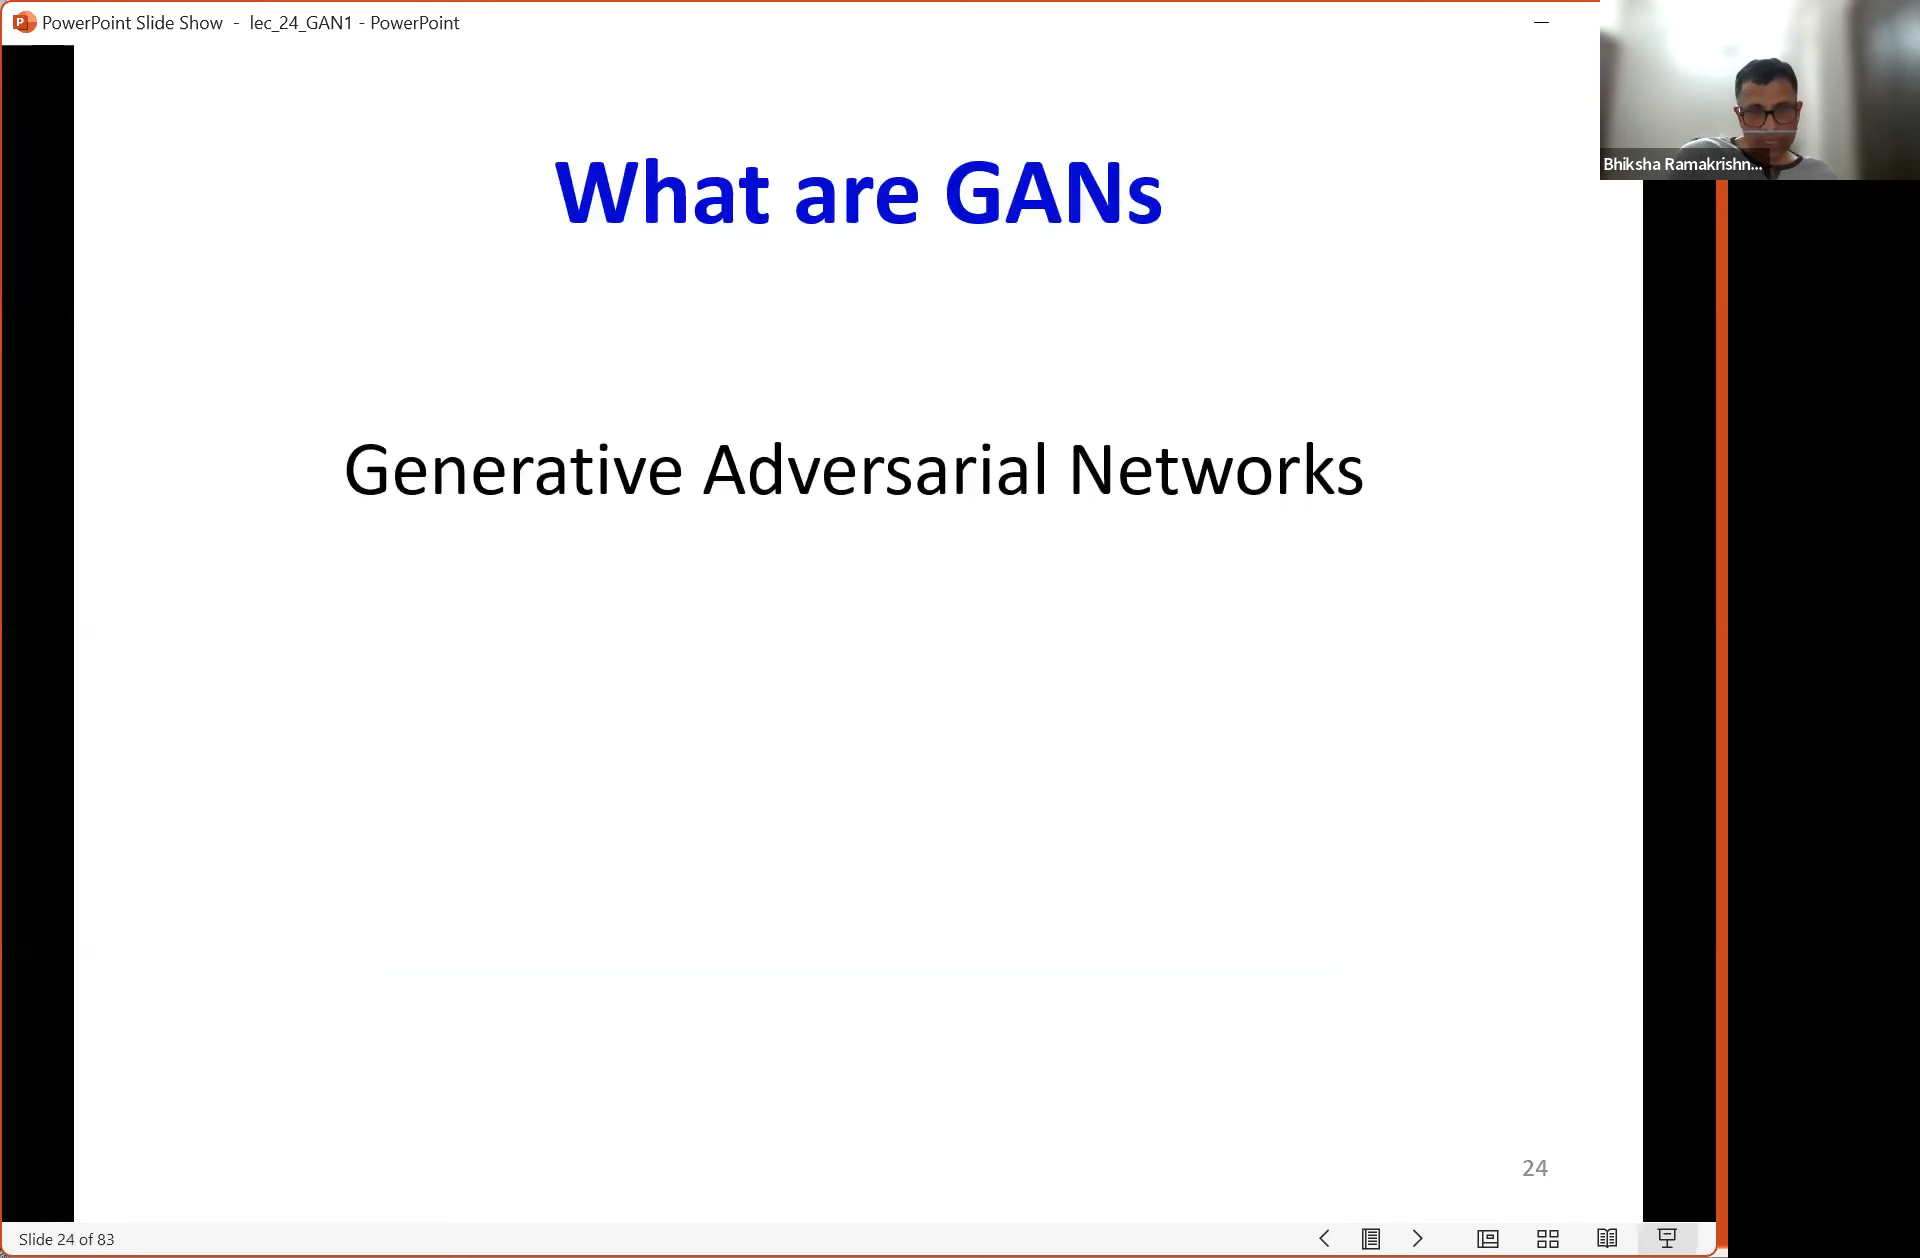 PowerPoint Slide Show - lec_24_GAN1 - PowerPoint
Bhiksha Ramakrishn...
What are GANs
Generative Adversarial Networks
24
Slide 24 of 83